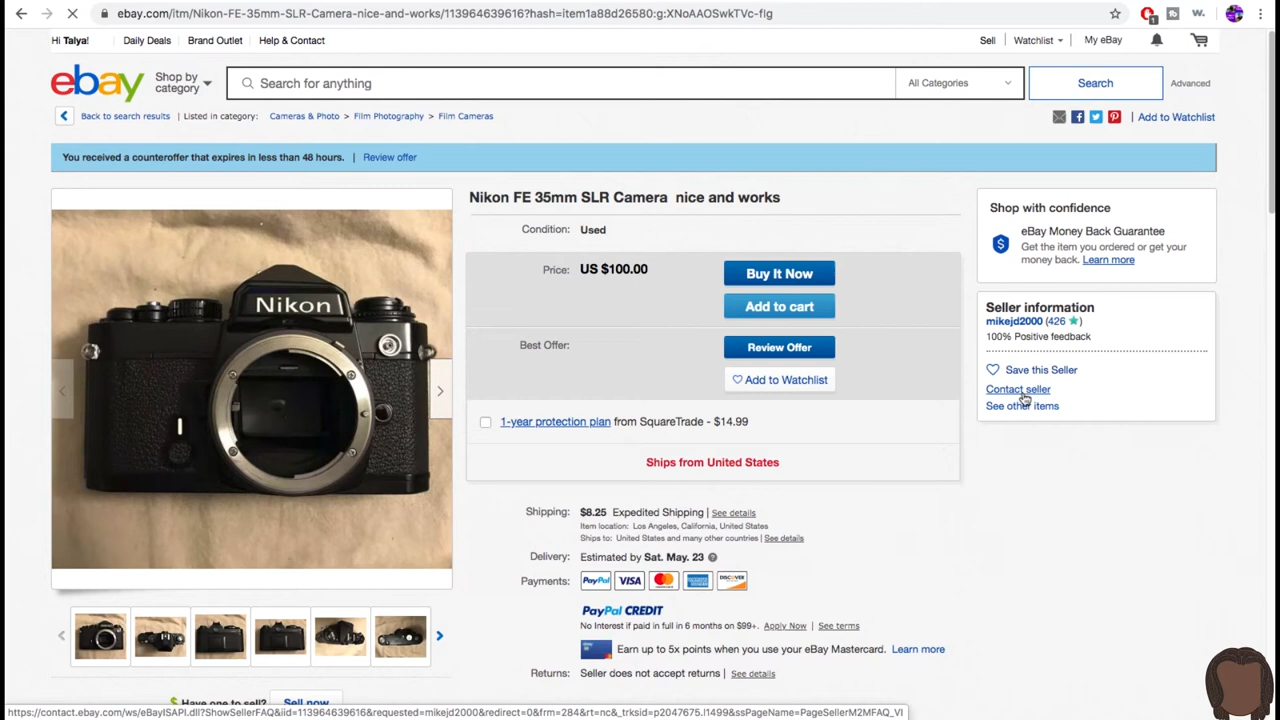 ebay.com/itm/Nikon-FE-35mm-SLR-Camera-nice-and-works/113964639616?hash=item1a88d26580:g:XNoAAOSwkTVc~fIg
1
W.
Hi Talya!
Daily Deals
Brand Outlet
Help & Contact
Sell
Watchlist
My eBay
ebay
Shop by category
Search for anything
All Categories
Search
Advanced
Back to search results | Listed in category: Cameras & Photo > Film Photography > Film Cameras
| Add to Watchlist
You received a counteroffer that expires in less than 48 hours. | Review offer
Nikon
Nikon FE 35mm SLR Camera nice and works
Condition: Used
Price: US $100.00
Buy It Now
Add to cart
Best Offer:
Review Offer
Add to Watchlist
1-year protection plan from SquareTrade - $14.99
Ships from United States
Shipping: $8.25 Expedited Shipping | See details
Item location: Los Angeles, California, United States
Ships to: United States and many other countries | See details
Delivery: Estimated by Sat. May. 23
Payments: PayPal VISA MasterCard DISCOVER
PayPal CREDIT
No Interest if paid in full in 6 months on $99+. Apply Now | See terms
Earn up to 5x points when you use your eBay Mastercard. Learn more
Returns: Seller does not accept returns | See details
Shop with confidence
eBay Money Back Guarantee
Get the item you ordered or get your
money back. Learn more
Seller information
mikejd2000 (426 ★)
100% Positive feedback
Save this Seller
Contact seller
See other items
Have one to sell? Sell now
https://contact.ebay.com/ws/eBayISAPI.dll?ShowSellerFAQ&iid=113964639616&requested=mikejd2000&redirect=0&frm=284&rt=nc&_trksid=p2047675.l1499&ssPageName=PageSellerM2MFAQ_VI